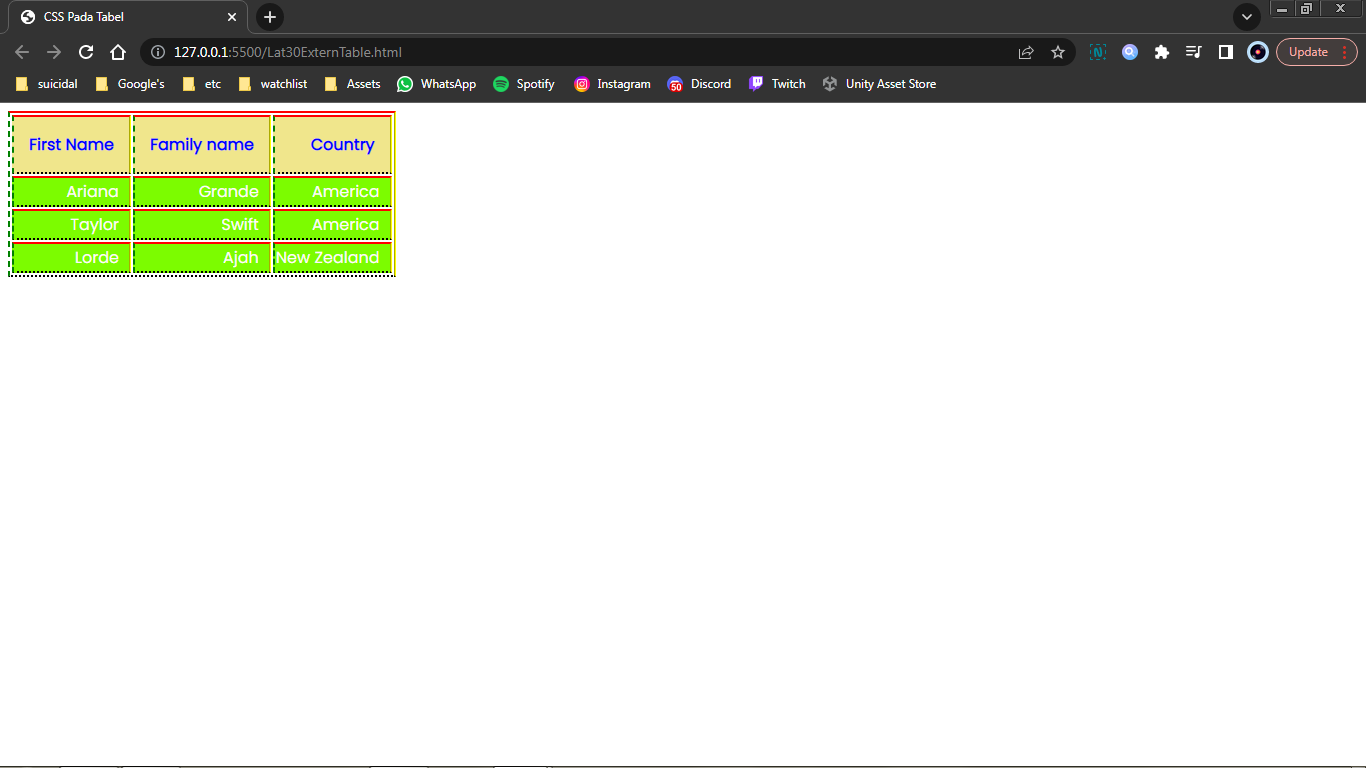 CSS Pada Tabel
127.0.0.1:5500/Lat30ExternTable.html
Update
suicidal Google's etc watchlist Assets WhatsApp Spotify Instagram 50 Discord Twitch Unity Asset Store
First Name Family name Country
Ariana Grande America
Taylor Swift America
Lorde Ajah New Zealand